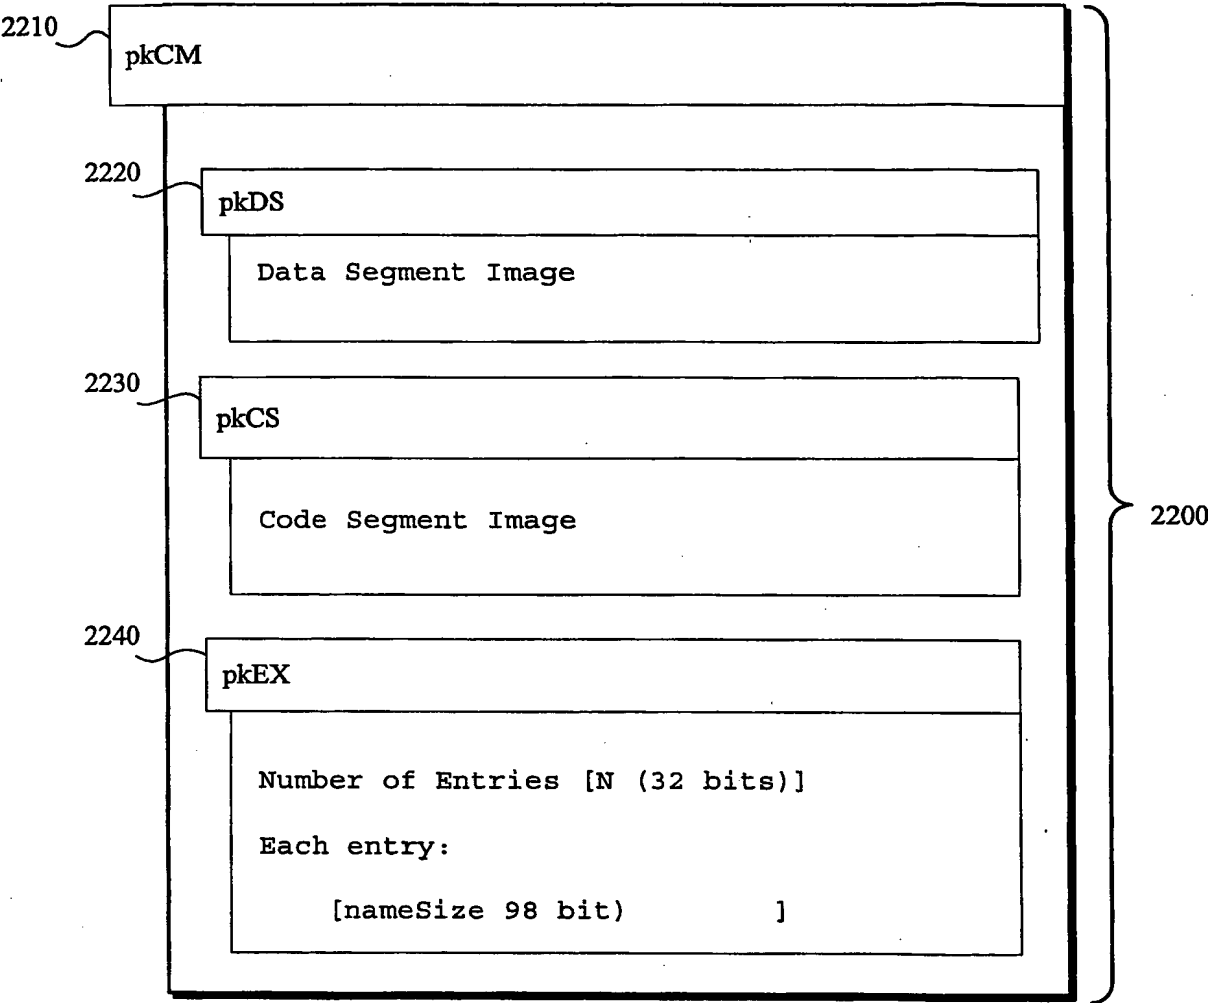 2210
pkCM
2220
pkDS
Data Segment Image
2230
pkCS
Code Segment Image
2200
2240
pkEX
Number of Entries [N (32 bits)]
Each entry:
[nameSize 98 bit) ]